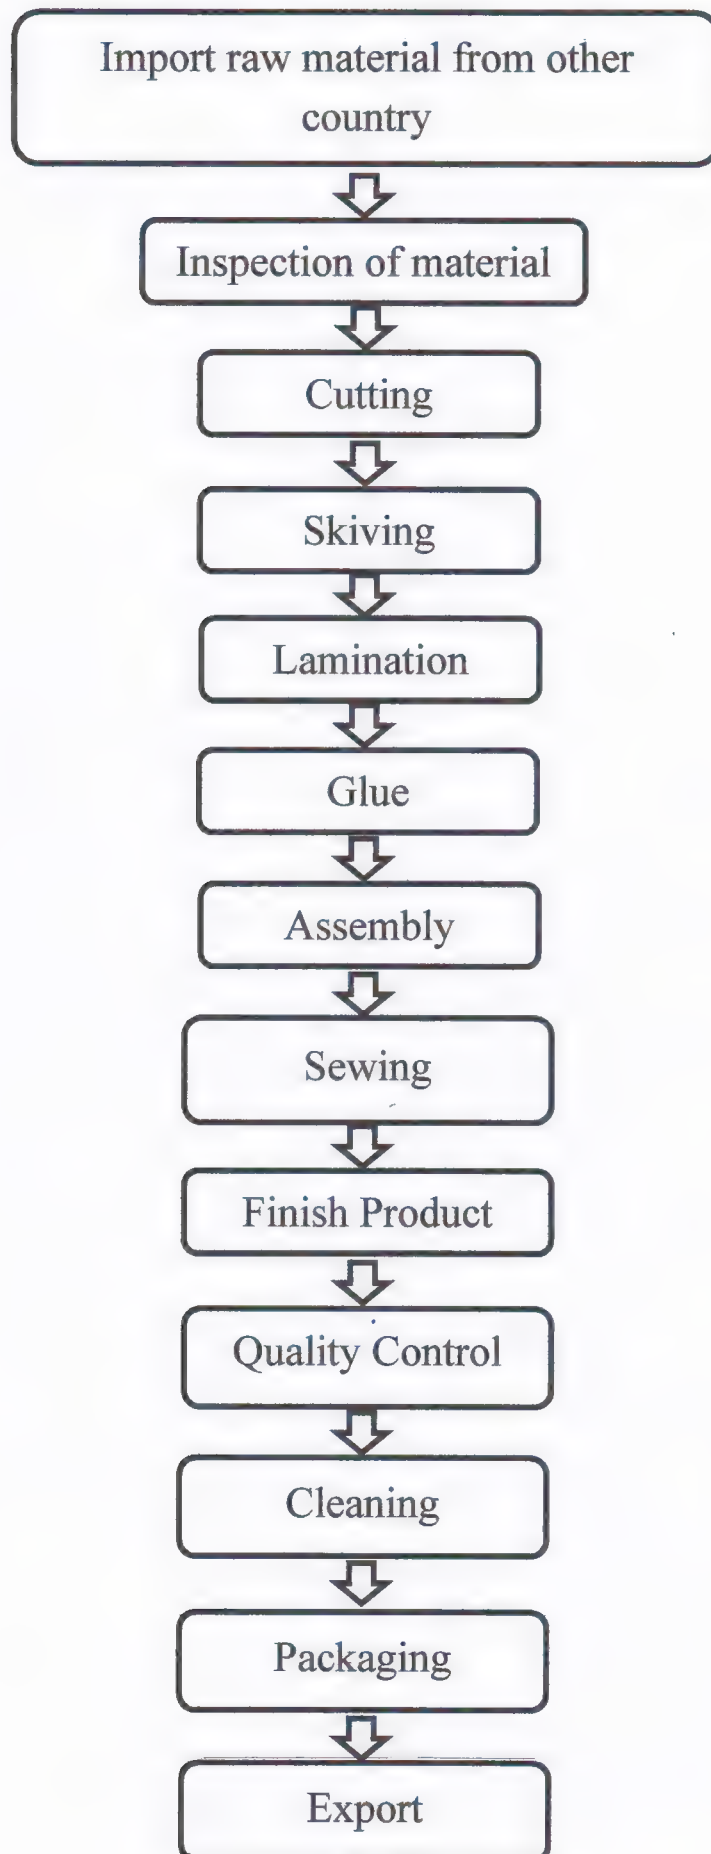 Import raw material from other
country
Inspection of material
Cutting
Skiving
Lamination
Glue
Assembly
Sewing
Finish Product
Quality Control
Cleaning
Packaging
Export